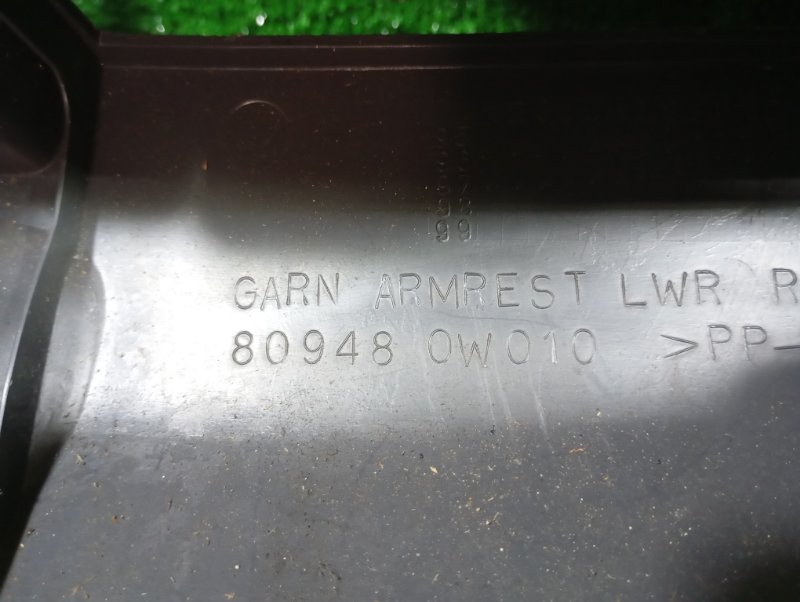 GARN ARMREST LWR R
80948 0W010 >PP-